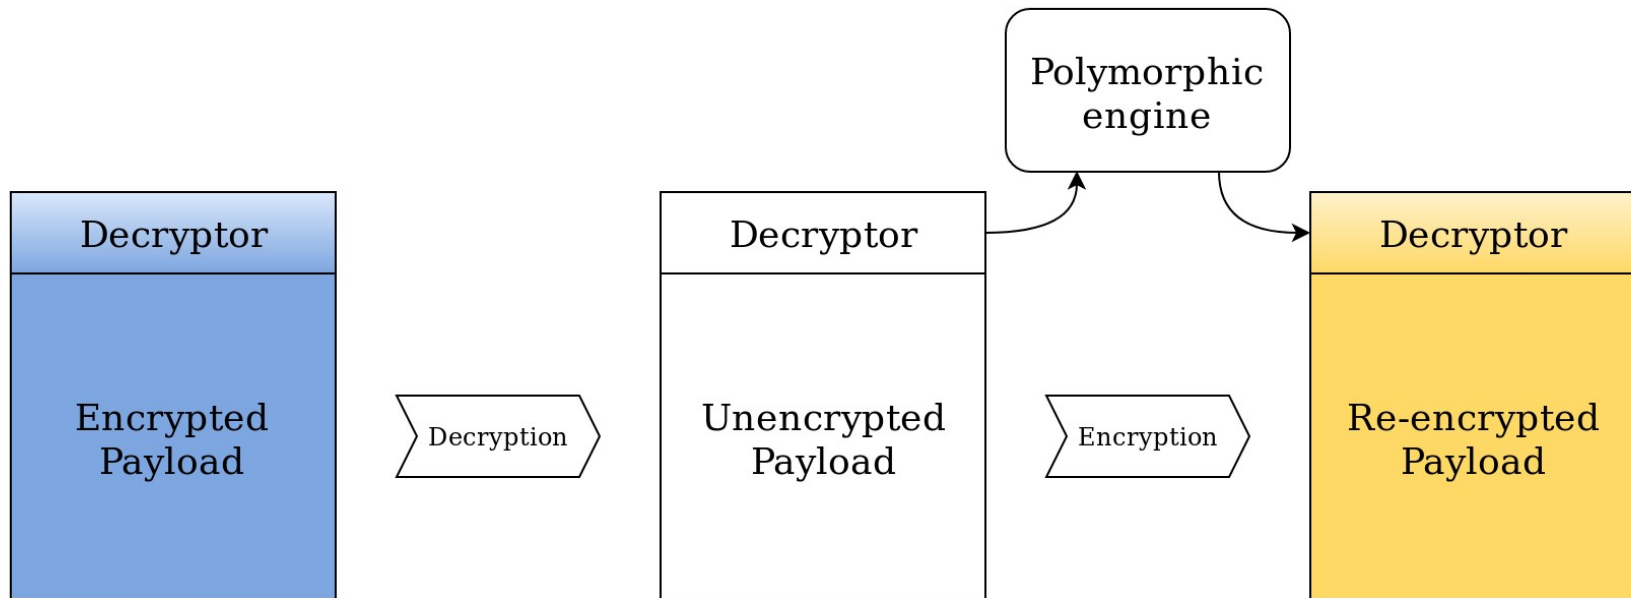 Polymorphic
engine
Decryptor
Encrypted
Payload
Decryption
Decryptor
Unencrypted
Payload
Encryption
Decryptor
Re-encrypted
Payload